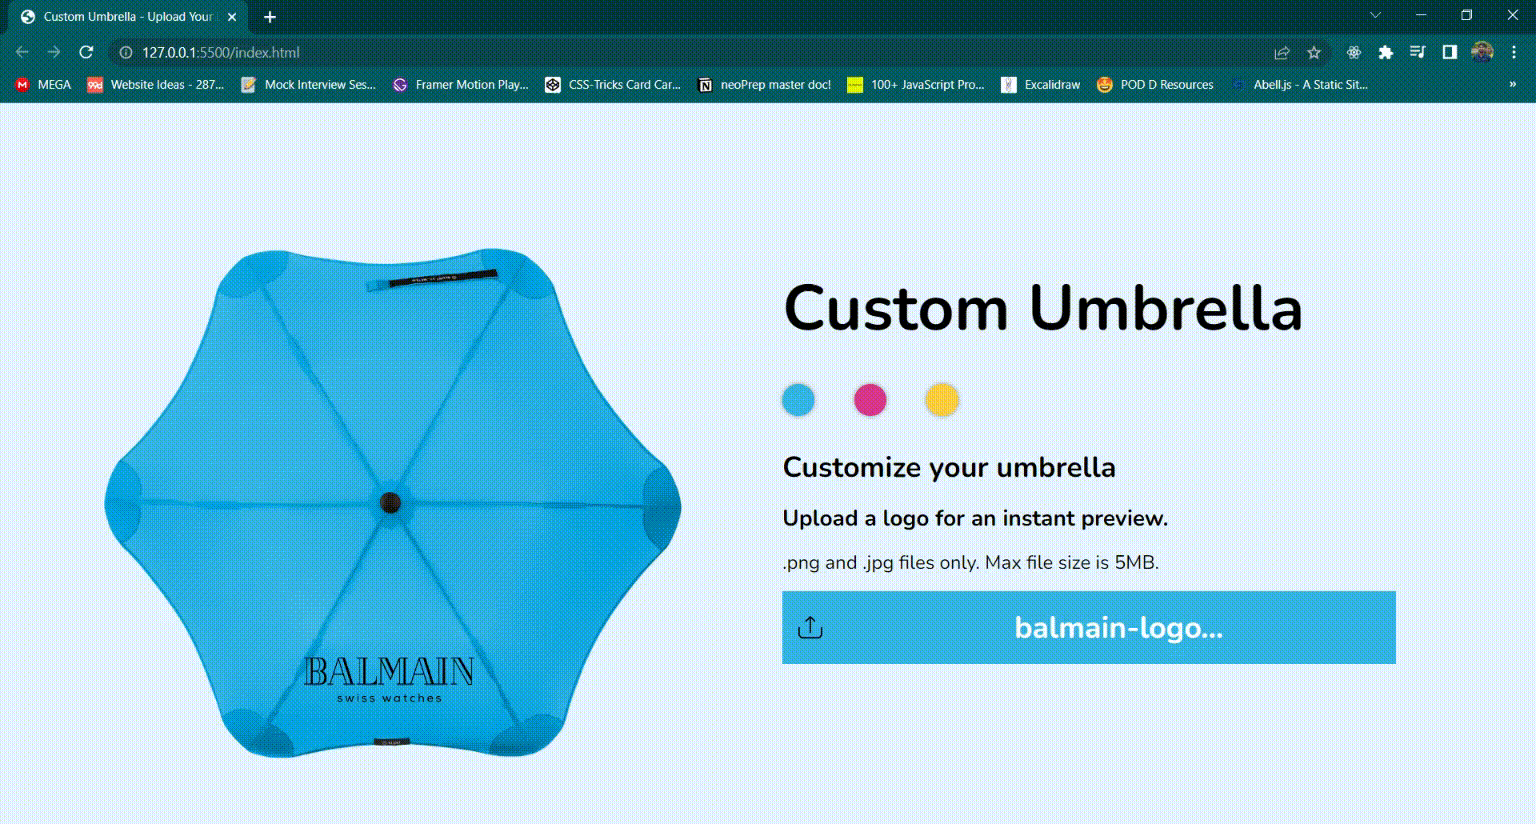 Custom Umbrella - Upload Your
127.0.0.1:5500/index.html
MEGA
99d
Website Ideas - 287...
Mock Interview Ses...
Framer Motion Play...
CSS-Tricks Card Car...
neoPrep master doc!
100+ JavaScript Pro...
Excalidraw
POD D Resources
Abell.js - A Static Sit...
»
Custom Umbrella
Customize your umbrella
Upload a logo for an instant preview.
.png and .jpg files only. Max file size is 5MB.
balmain-logo...
BALMAIN
swiss watches